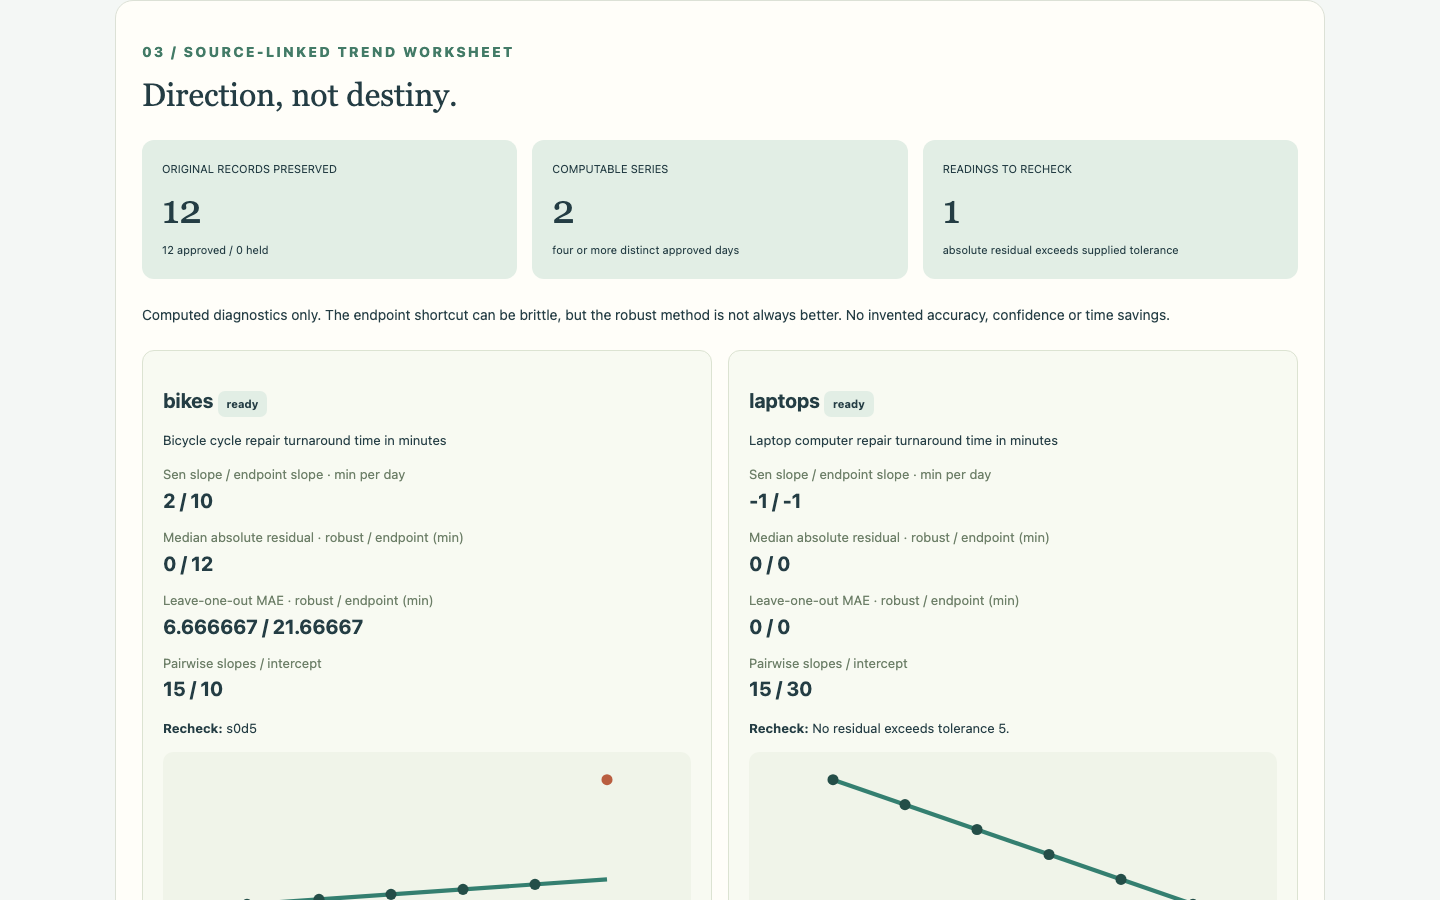 03 / SOURCE-LINKED TREND WORKSHEET
Direction, not destiny.
ORIGINAL RECORDS PRESERVED
12
12 approved / 0 held
COMPUTABLE SERIES
2
four or more distinct approved days
READINGS TO RECHECK
1
absolute residual exceeds supplied tolerance
Computed diagnostics only. The endpoint shortcut can be brittle, but the robust method is not always better. No invented accuracy, confidence or time savings.
bikes ready
Bicycle cycle repair turnaround time in minutes
Sen slope / endpoint slope · min per day
2 / 10
Median absolute residual · robust / endpoint (min)
0 / 12
Leave-one-out MAE · robust / endpoint (min)
6.666667 / 21.66667
Pairwise slopes / intercept
15 / 10
Recheck: s0d5
laptops ready
Laptop computer repair turnaround time in minutes
Sen slope / endpoint slope · min per day
-1 / -1
Median absolute residual · robust / endpoint (min)
0 / 0
Leave-one-out MAE · robust / endpoint (min)
0 / 0
Pairwise slopes / intercept
15 / 30
Recheck: No residual exceeds tolerance 5.